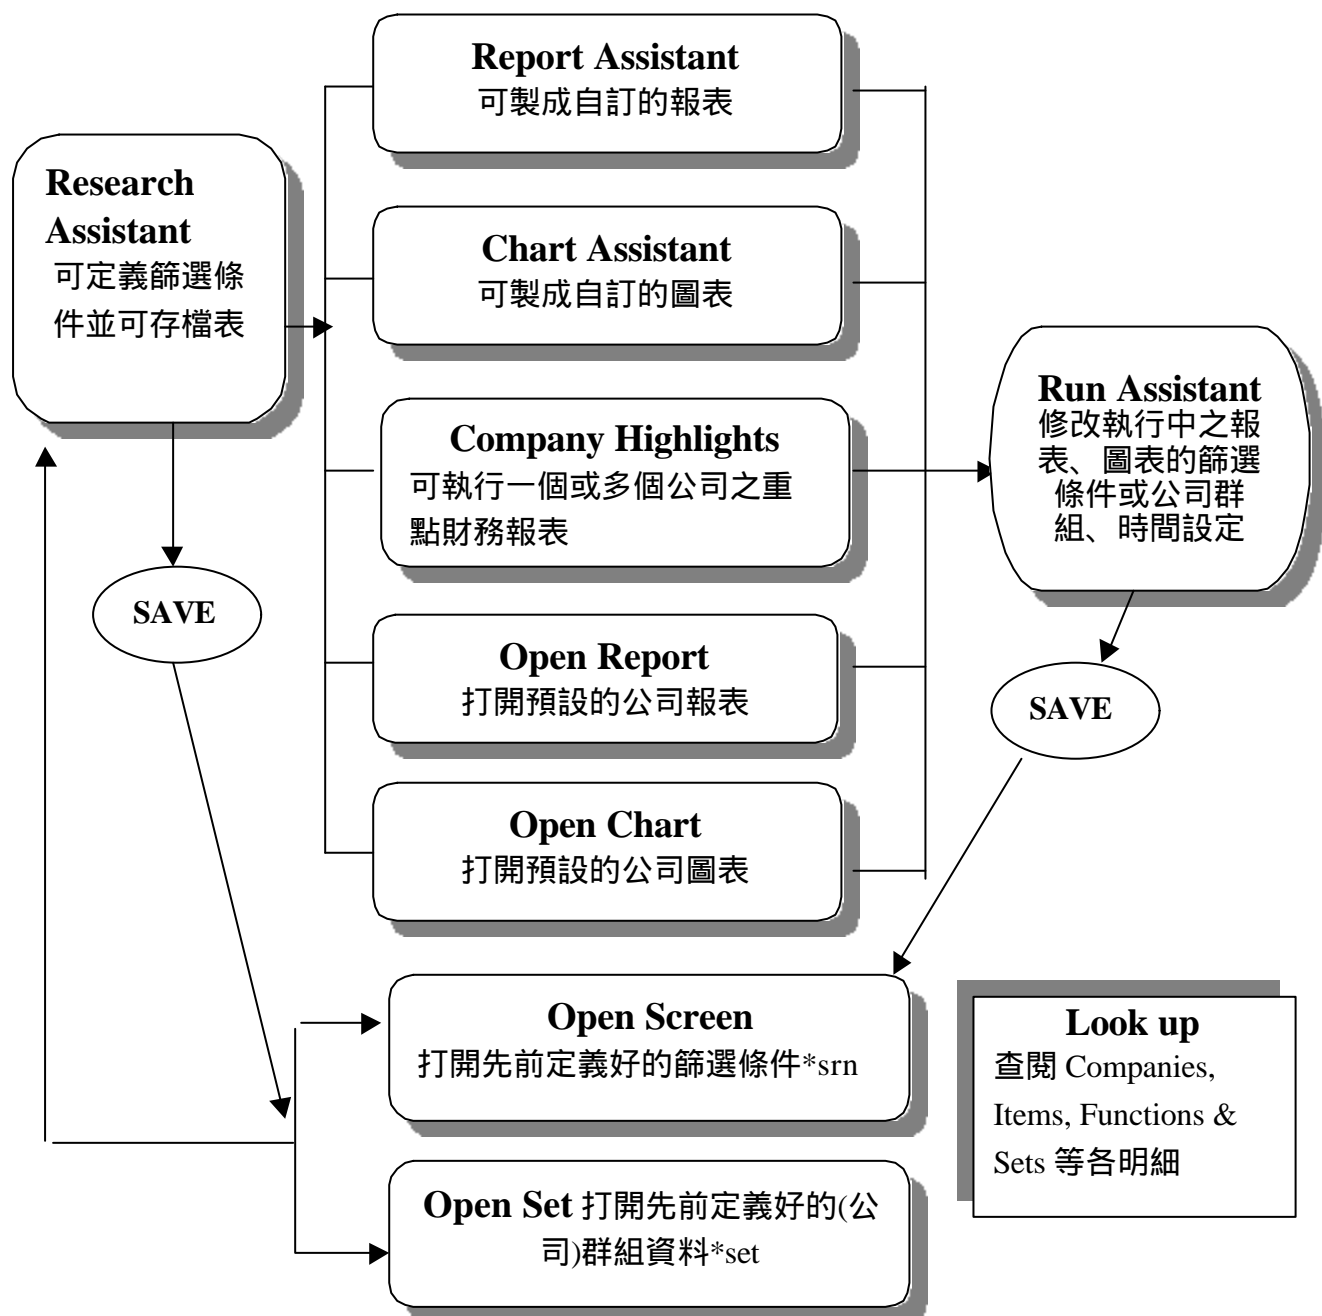 Report Assistant
可製成自訂的報表
Research
Assistant
可定義篩選條
件並可存檔表
Chart Assistant
可製成自訂的圖表
Company Highlights
可執行一個或多個公司之重
點財務報表
Run Assistant
修改執行中之報
表、圖表的篩選
條件或公司群
組、時間設定
SAVE
Open Report
打開預設的公司報表
SAVE
Open Chart
打開預設的公司圖表
Open Screen
打開先前定義好的篩選條件*srn
Look up
查閱 Companies,
Items, Functions &
Sets 等各明細
Open Set 打開先前定義好的(公
司)群組資料*set